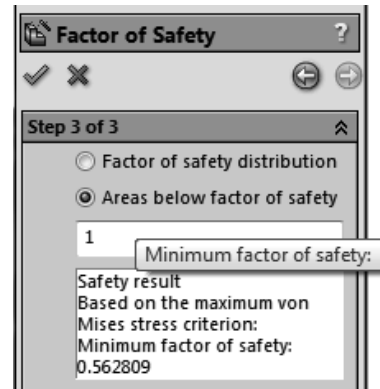 Factor of Safety ?
Step 3 of 3
Factor of safety distribution
Areas below factor of safety
1
Minimum factor of safety:
Safety result
Based on the maximum von
Mises stress criterion:
Minimum factor of safety:
0.562809